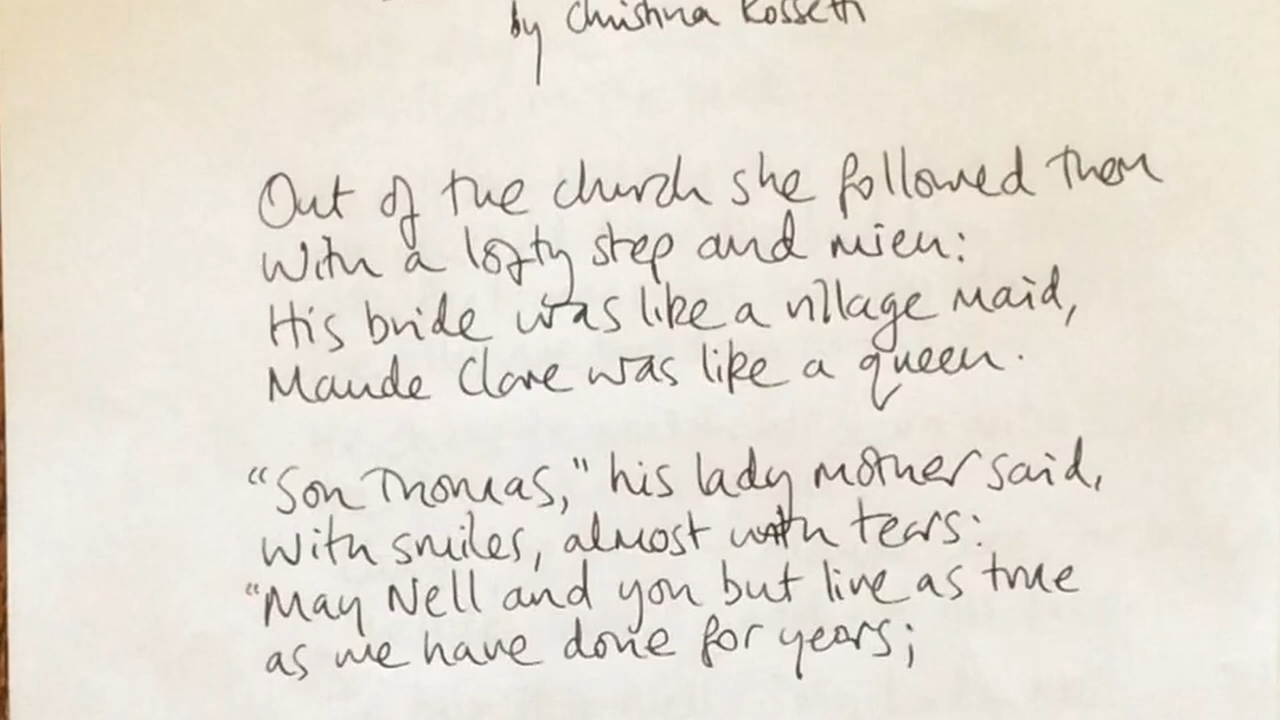 by Christina Rossetti
Out of the church she followed them
With a lofty step and mien:
His bride was like a village maid,
Maude Clare was like a queen.
“Son Thomas,” his lady mother said,
With smiles, almost with tears:
“May Nell and you but live as true
as we have done for years;